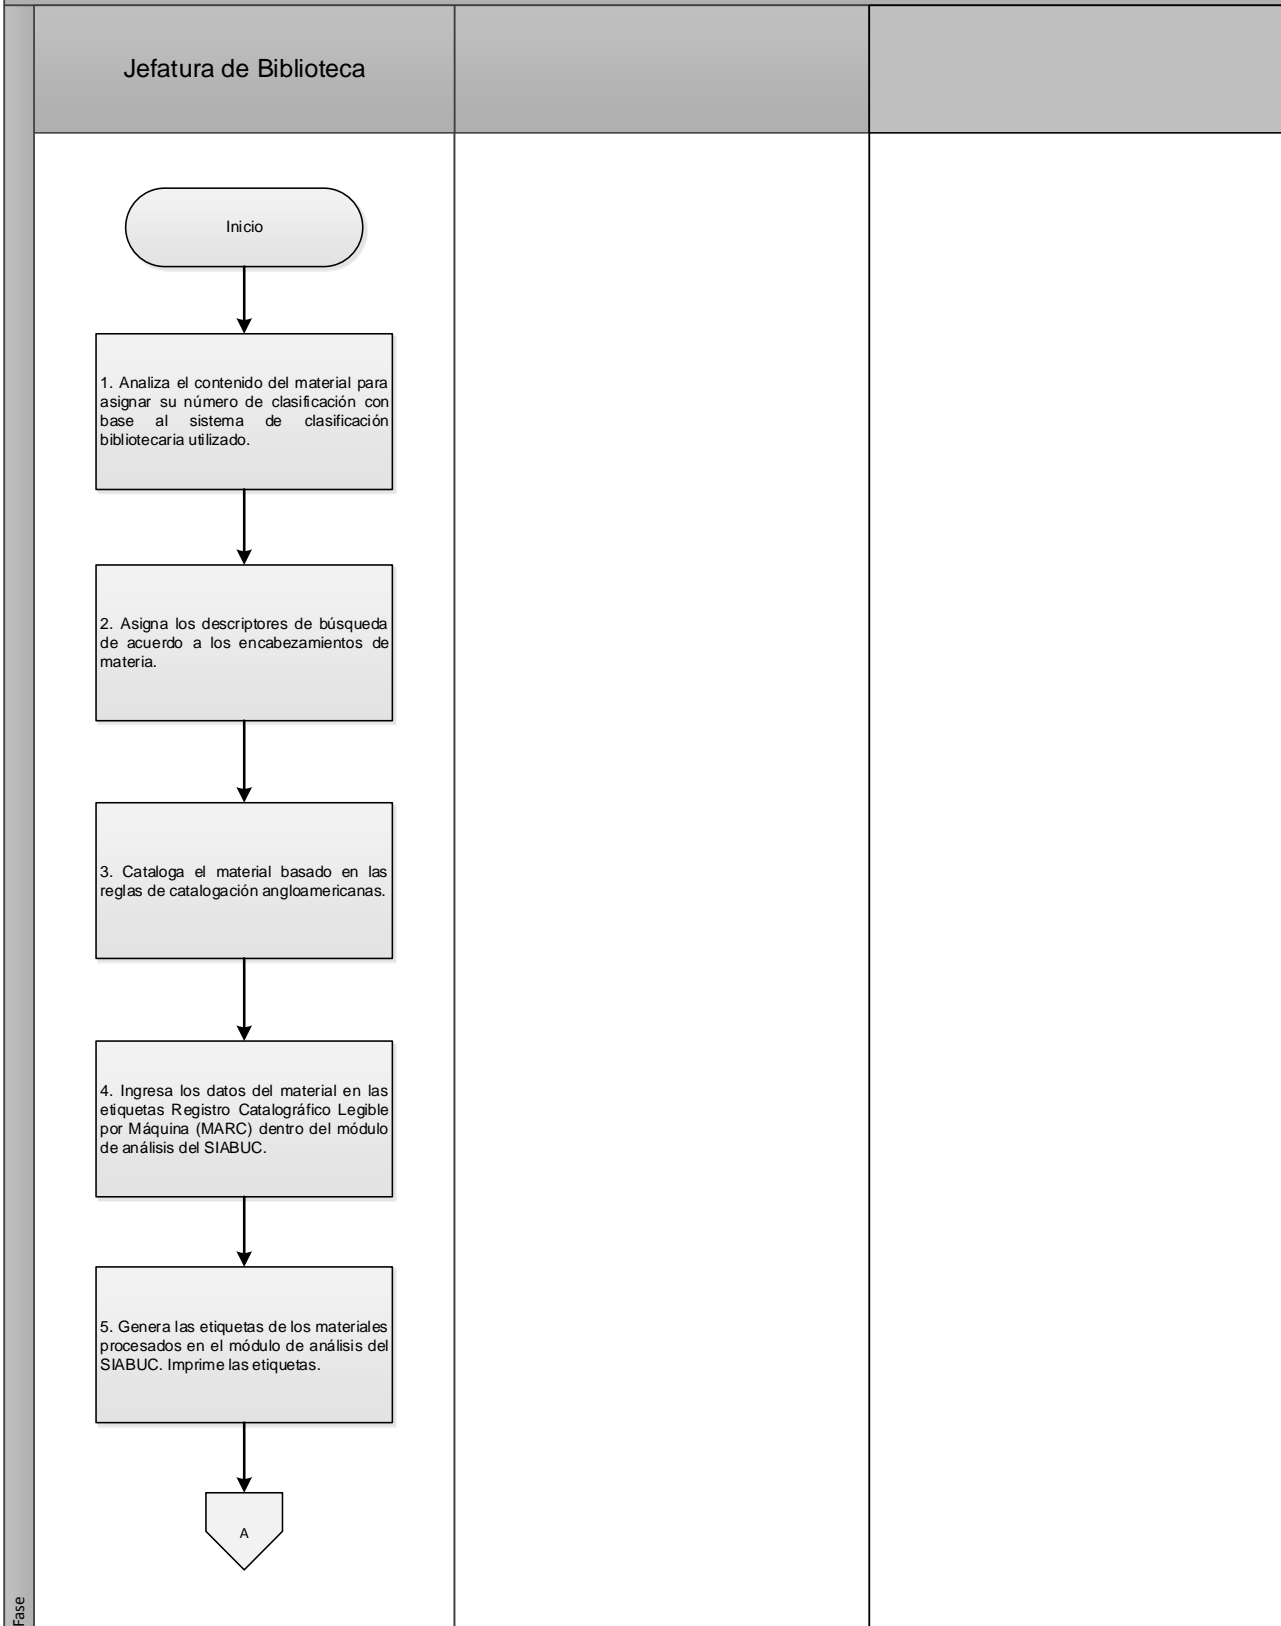 Jefatura de Biblioteca
Inicio
1. Analiza el contenido del material para
asignar su número de clasificación con
base al sistema de clasificación
bibliotecaria utilizado.
2. Asigna los descriptores de búsqueda
de acuerdo a los encabezamientos de
materia.
3. Cataloga el material basado en las
reglas de catalogación angloamericanas.
4. Ingresa los datos del material en las
etiquetas Registro Catalográfico Legible
por Máquina (MARC) dentro del módulo
de análisis del SIABUC.
5. Genera las etiquetas de los materiales
procesados en el módulo de análisis del
SIABUC. Imprime las etiquetas.
A
Fase